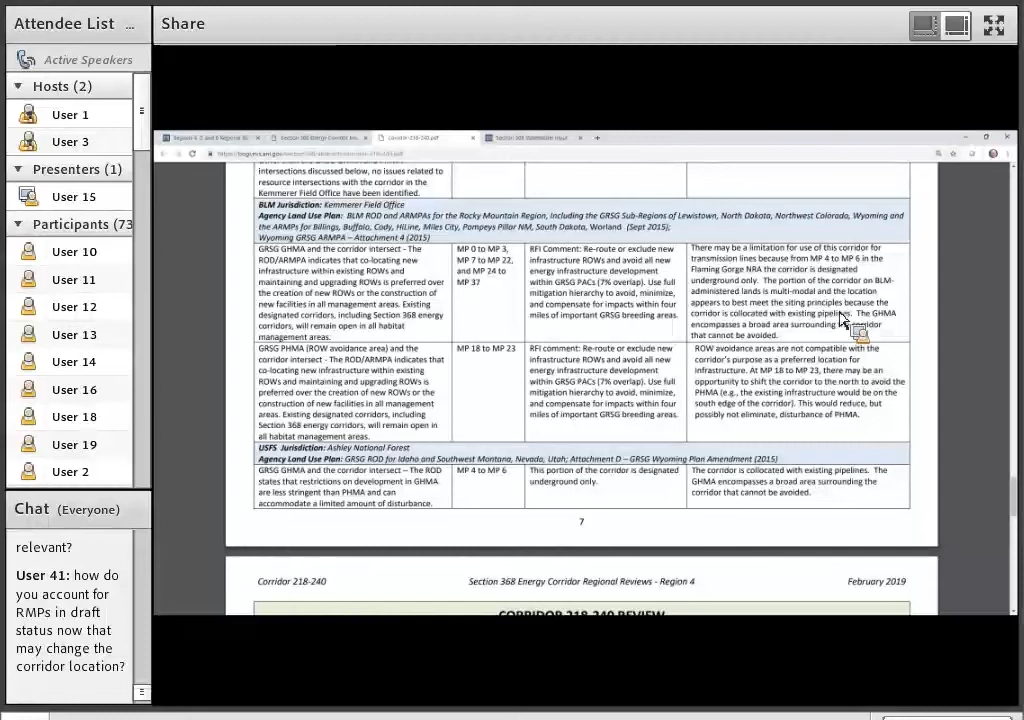 Attendee List ...
Active Speakers
Hosts (2)
User 1
User 3
Presenters (1)
User 15
Participants (73
User 10
User 11
User 12
User 13
User 14
User 16
User 18
User 19
User 2
Chat (Everyone)
relevant?
User 41: how do
you account for
RMPs in draft
status now that
may change the
corridor location?
Share
intersections discussed below, no issues related to
resource intersections with the corridor in the
Kemmerer Field Office have been identified.
BLM Jurisdiction: Kemmerer Field Office
Agency Land Use Plan: BLM ROD and ARMPAs for the Rocky Mountain Region, Including the GRSG Sub-Regions of Lewistown, North Dakota, Northwest Colorado, Wyoming and
the ARMPs for Billings, Buffalo, Cody, HiLine, Miles City, Pompeys Pillar NM, South Dakota, Worland (Sept 2015);
Wyoming GRSG ARMPA – Attachment 4 (2015)
GRSG GHMA and the corridor intersect - The
ROD/ARMPA indicates that co-locating new
infrastructure within existing ROWs and
maintaining and upgrading ROWs is preferred over
the creation of new ROWs or the construction of
new facilities in all management areas. Existing
designated corridors, including Section 368 energy
corridors, will remain open in all habitat
management areas.
MP 0 to MP 3,
MP 7 to MP 22,
and MP 24 to
MP 37
RFI Comment: Re-route or exclude new
infrastructure ROWs and avoid all new
energy infrastructure development
within GRSG PACs (7% overlap). Use full
mitigation hierarchy to avoid, minimize,
and compensate for impacts within four
miles of important GRSG breeding areas.
There may be a limitation for use of this corridor for
transmission lines because from MP 4 to MP 6 in the
Flaming Gorge NRA the corridor is designated
underground only. The portion of the corridor on BLM-
administered lands is multi-modal and the location
appears to best meet the siting principles because the
corridor is collocated with existing pipelines. The GHMA
encompasses a broad area surrounding corridor
that cannot be avoided.
GRSG PHMA (ROW avoidance area) and the
corridor intersect - The ROD/ARMPA indicates that
co-locating new infrastructure within existing
ROWs and maintaining and upgrading ROWs is
preferred over the creation of new ROWs or the
construction of new facilities in all management
areas. Existing designated corridors, including
Section 368 energy corridors, will remain open in
all habitat management areas.
MP 18 to MP 23
RFI comment: Re-route or exclude new
infrastructure ROWs and avoid all new
energy infrastructure development
within GRSG PACs (7% overlap). Use full
mitigation hierarchy to avoid, minimize,
and compensate for impacts within four
miles of important GRSG breeding areas.
ROW avoidance areas are not compatible with the
corridor's purpose as a preferred location for
infrastructure. At MP 18 to MP 23, there may be an
opportunity to shift the corridor to the north to avoid the
PHMA (e.g., the existing infrastructure would be on the
south edge of the corridor). This would reduce, but
possibly not eliminate, disturbance of PHMA.
USFS Jurisdiction: Ashley National Forest
Agency Land Use Plan: GRSG ROD for Idaho and Southwest Montana, Nevada, Utah; Attachment D – GRSG Wyoming Plan Amendment (2015)
GRSG GHMA and the corridor intersect – The ROD
states that restrictions on development in GHMA
are less stringent than PHMA and can
accommodate a limited amount of disturbance.
MP 4 to MP 6
This portion of the corridor is designated
underground only.
The corridor is collocated with existing pipelines. The
GHMA encompasses a broad area surrounding the
corridor that cannot be avoided.
7
Corridor 218-240
Section 368 Energy Corridor Regional Reviews - Region 4
February 2019
CORRIDOR 218-240 REVIEW